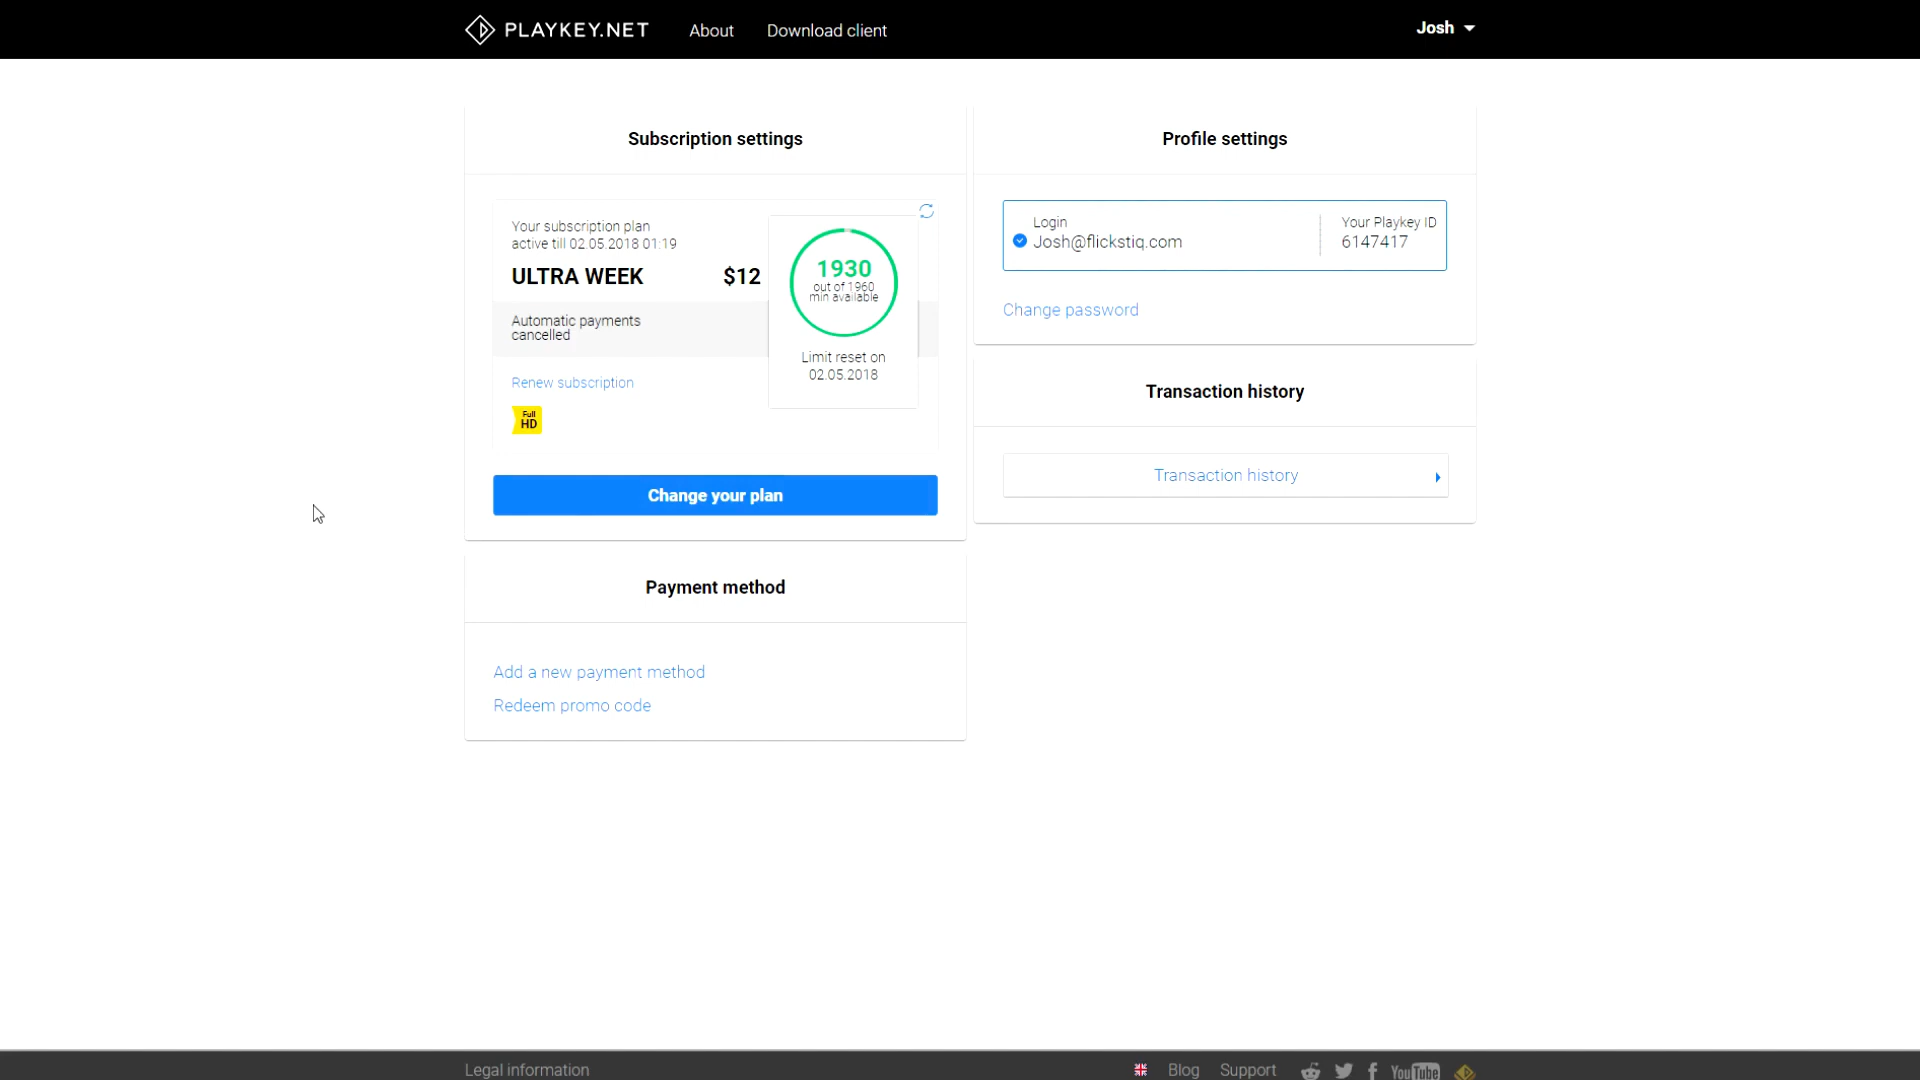 PLAYKEY.NET
About
Download client
Josh
Subscription settings
Your subscription plan
active till 02.05.2018 01:19
ULTRA WEEK
$12
Automatic payments
cancelled
Renew subscription
Full
HD
1930
out of 1960
min available
Limit reset on
02.05.2018
Change your plan
Payment method
Add a new payment method
Redeem promo code
Profile settings
Login
Josh@flickstiq.com
Your Playkey ID
6147417
Change password
Transaction history
Transaction history
Legal information
Blog
Support
YouTube